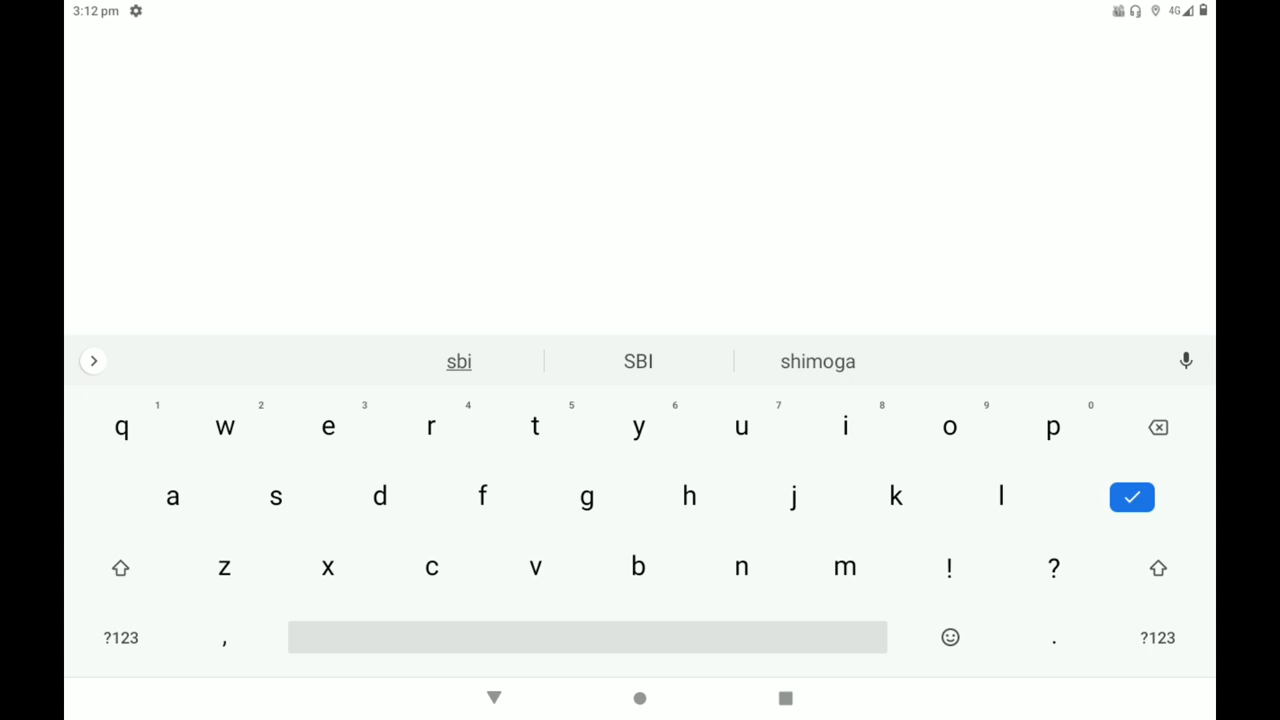 3:12 pm 4G
sbi SBI shimoga
1 2 3 4 5 6 7 8 9 0
q w e r t y u i o p
a s d f g h j k l
z x c v b n m ! ?
?123 , . ?123